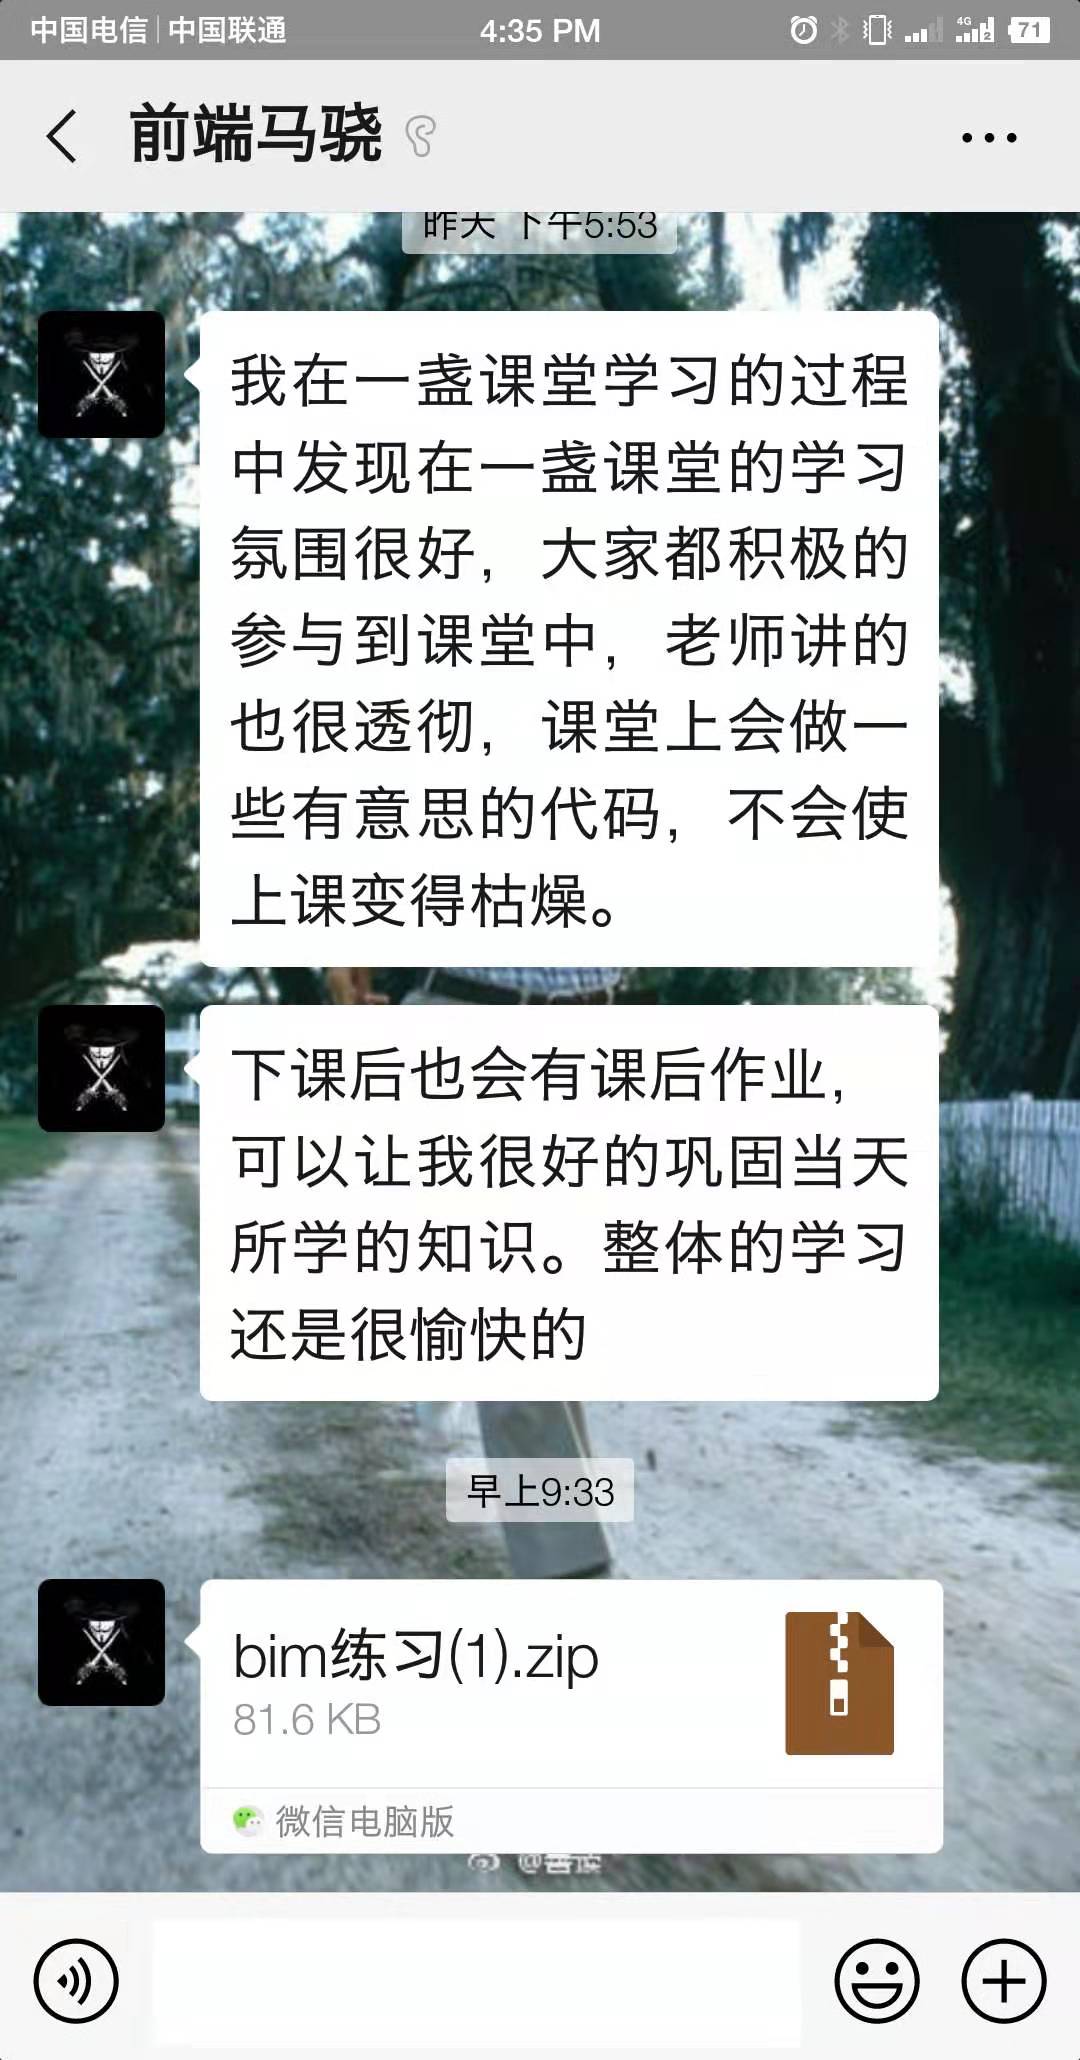 中国电信 | 中国联通 4:35 PM 4G 2 71
前端马骁
昨天 下午5:53
我在一盏课堂学习的过程
中发现在一盏课堂的学习
氛围很好，大家都积极的
参与到课堂中，老师讲的
也很透彻，课堂上会做一
些有意思的代码，不会使
上课变得枯燥。
下课后也会有课后作业，
可以让我很好的巩固当天
所学的知识。整体的学习
还是很愉快的
早上9:33
bim练习(1).zip
81.6 KB
微信电脑版